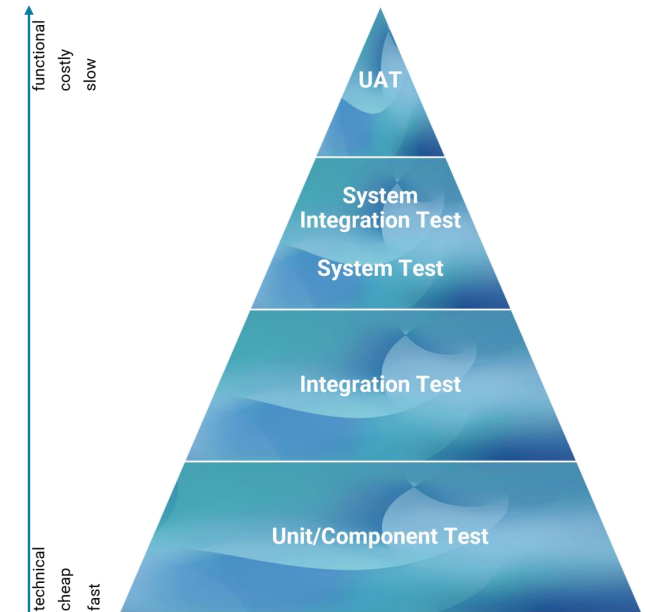 functional
costly
slow
UAT
System
Integration Test
System Test
Integration Test
Unit/Component Test
technical
cheap
fast